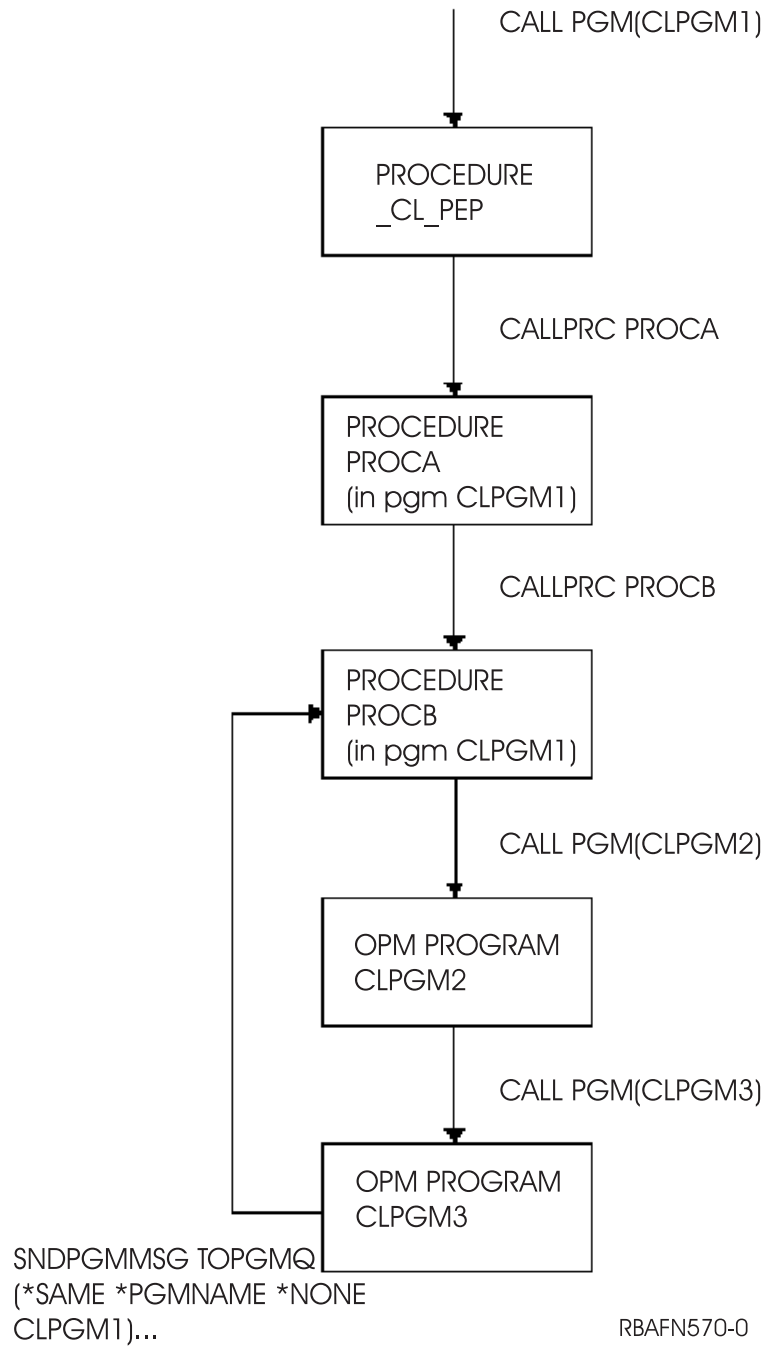 CALL PGM(CLPGM1)
PROCEDURE
_CL_PEP
CALLPRC PROCA
PROCEDURE
PROCA
(in pgm CLPGM1)
CALLPRC PROCB
PROCEDURE
PROCB
(in pgm CLPGM1)
CALL PGM(CLPGM2)
OPM PROGRAM
CLPGM2
CALL PGM(CLPGM3)
OPM PROGRAM
CLPGM3
SNDPGMMSG TOPGMQ
(*SAME *PGMNAME *NONE
CLPGM1)...
RBAFN570-0